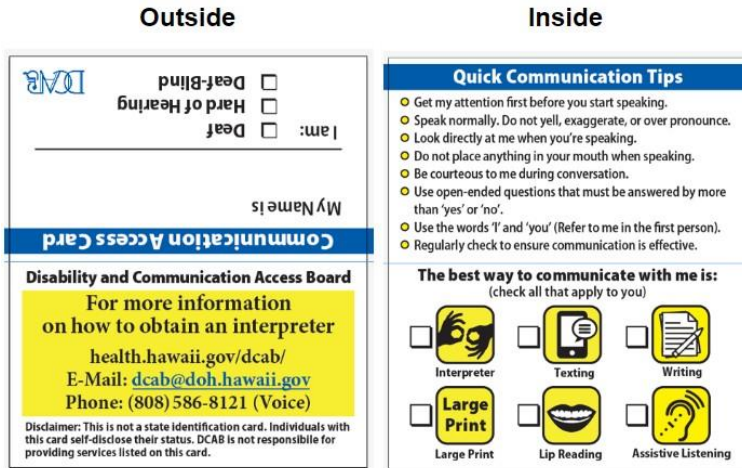 Outside
Communication Access Card
My Name is
I am: Deaf
Hard of Hearing
Deaf-Blind
DCAB
Disability and Communication Access Board
For more information
on how to obtain an interpreter
health.hawaii.gov/dcab/
E-Mail: dcab@doh.hawaii.gov
Phone: (808) 586-8121 (Voice)
Disclaimer: This is not a state identification card. Individuals with
this card self-disclose their status. DCAB is not responsibile for
providing services listed on this card.
Inside
Quick Communication Tips
Get my attention first before you start speaking.
Speak normally. Do not yell, exaggerate, or over pronounce.
Look directly at me when you're speaking.
Do not place anything in your mouth when speaking.
Be courteous to me during conversation.
Use open-ended questions that must be answered by more
than 'yes' or 'no'.
Use the words 'I' and 'you' (Refer to me in the first person).
Regularly check to ensure communication is effective.
The best way to communicate with me is:
(check all that apply to you)
Interpreter
Texting
Writing
Large
Print
Large Print
Lip Reading
Assistive Listening